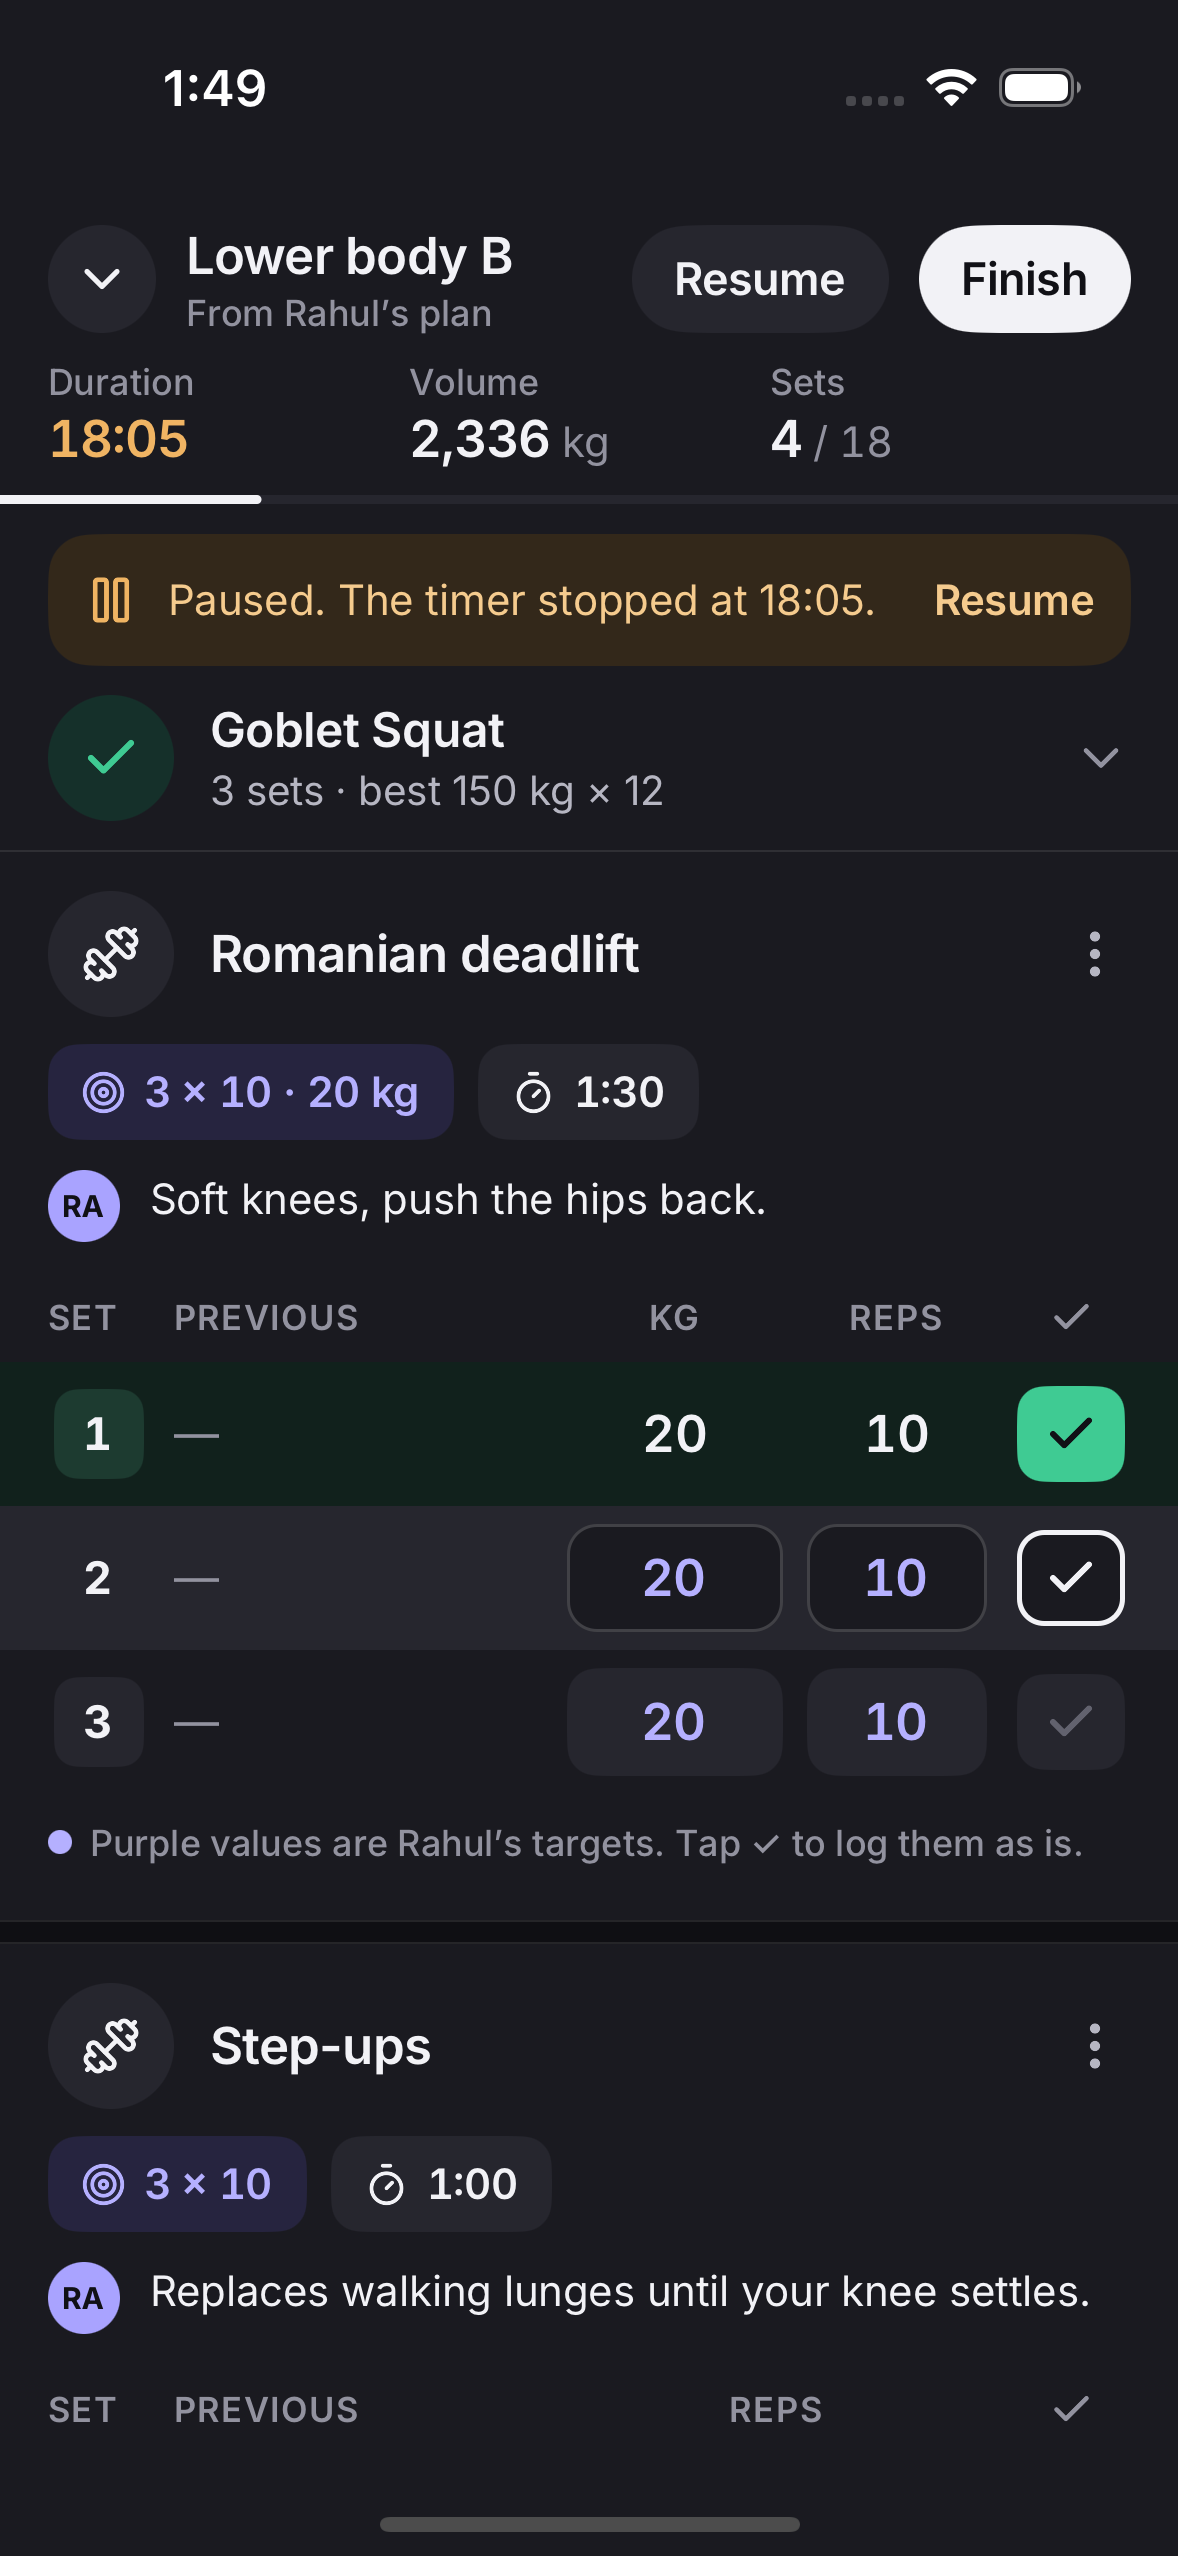 1:49
Lower body B
From Rahul’s plan
Resume
Finish
Duration
Volume
Sets
18:05
2,336 kg
4 / 18
Paused. The timer stopped at 18:05.
Resume
Goblet Squat
3 sets · best 150 kg × 12
Romanian deadlift
3 × 10 · 20 kg
1:30
RA
Soft knees, push the hips back.
SET PREVIOUS KG REPS ✓
1 — 20 10 ✓
2 — 20 10 ✓
3 — 20 10 ✓
Purple values are Rahul’s targets. Tap ✓ to log them as is.
Step-ups
3 × 10
1:00
RA
Replaces walking lunges until your knee settles.
SET PREVIOUS REPS ✓